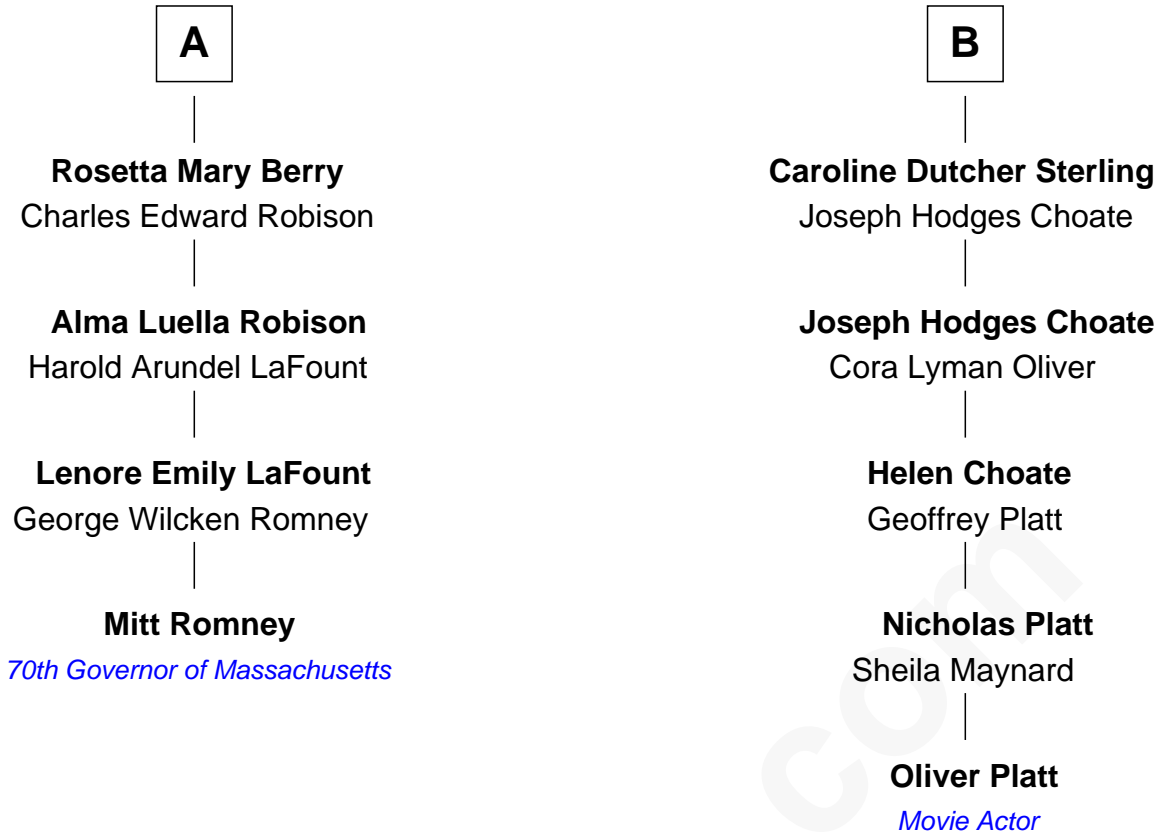 A
Rosetta Mary Berry
Charles Edward Robison
Alma Luella Robison
Harold Arundel LaFount
Lenore Emily LaFount
George Wilcken Romney
Mitt Romney
70th Governor of Massachusetts
B
Caroline Dutcher Sterling
Joseph Hodges Choate
Joseph Hodges Choate
Cora Lyman Oliver
Helen Choate
Geoffrey Platt
Nicholas Platt
Sheila Maynard
Oliver Platt
Movie Actor
com